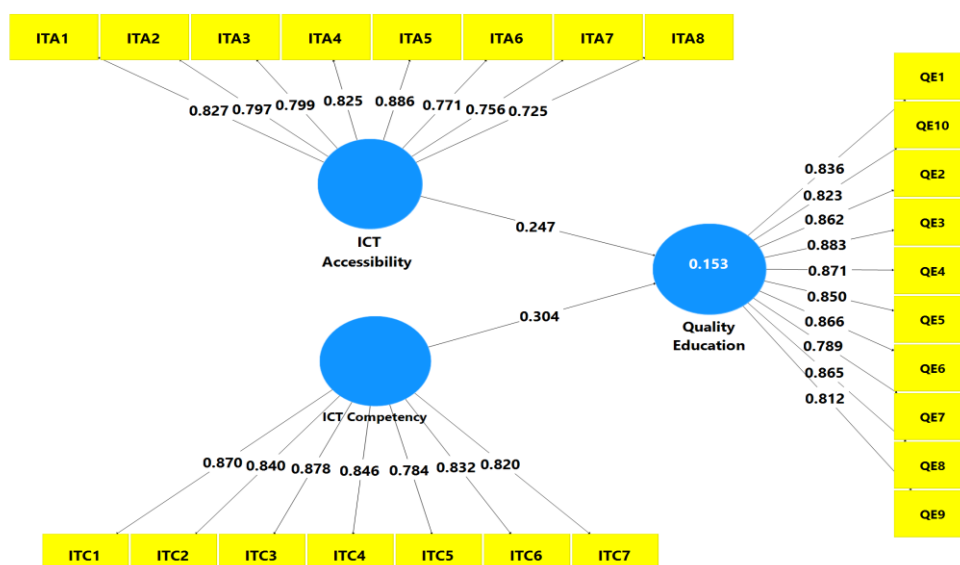 ITA1 ITA2 ITA3 ITA4 ITA5 ITA6 ITA7 ITA8
0.827 0.797 0.799 0.825 0.886 0.771 0.756 0.725
ICT
Accessibility
0.247
0.304
ICT Competency
0.870 0.840 0.878 0.846 0.784 0.832 0.820
ITC1 ITC2 ITC3 ITC4 ITC5 ITC6 ITC7
0.153
Quality
Education
0.836
0.823
0.862
0.883
0.871
0.850
0.866
0.789
0.865
0.812
QE1
QE10
QE2
QE3
QE4
QE5
QE6
QE7
QE8
QE9